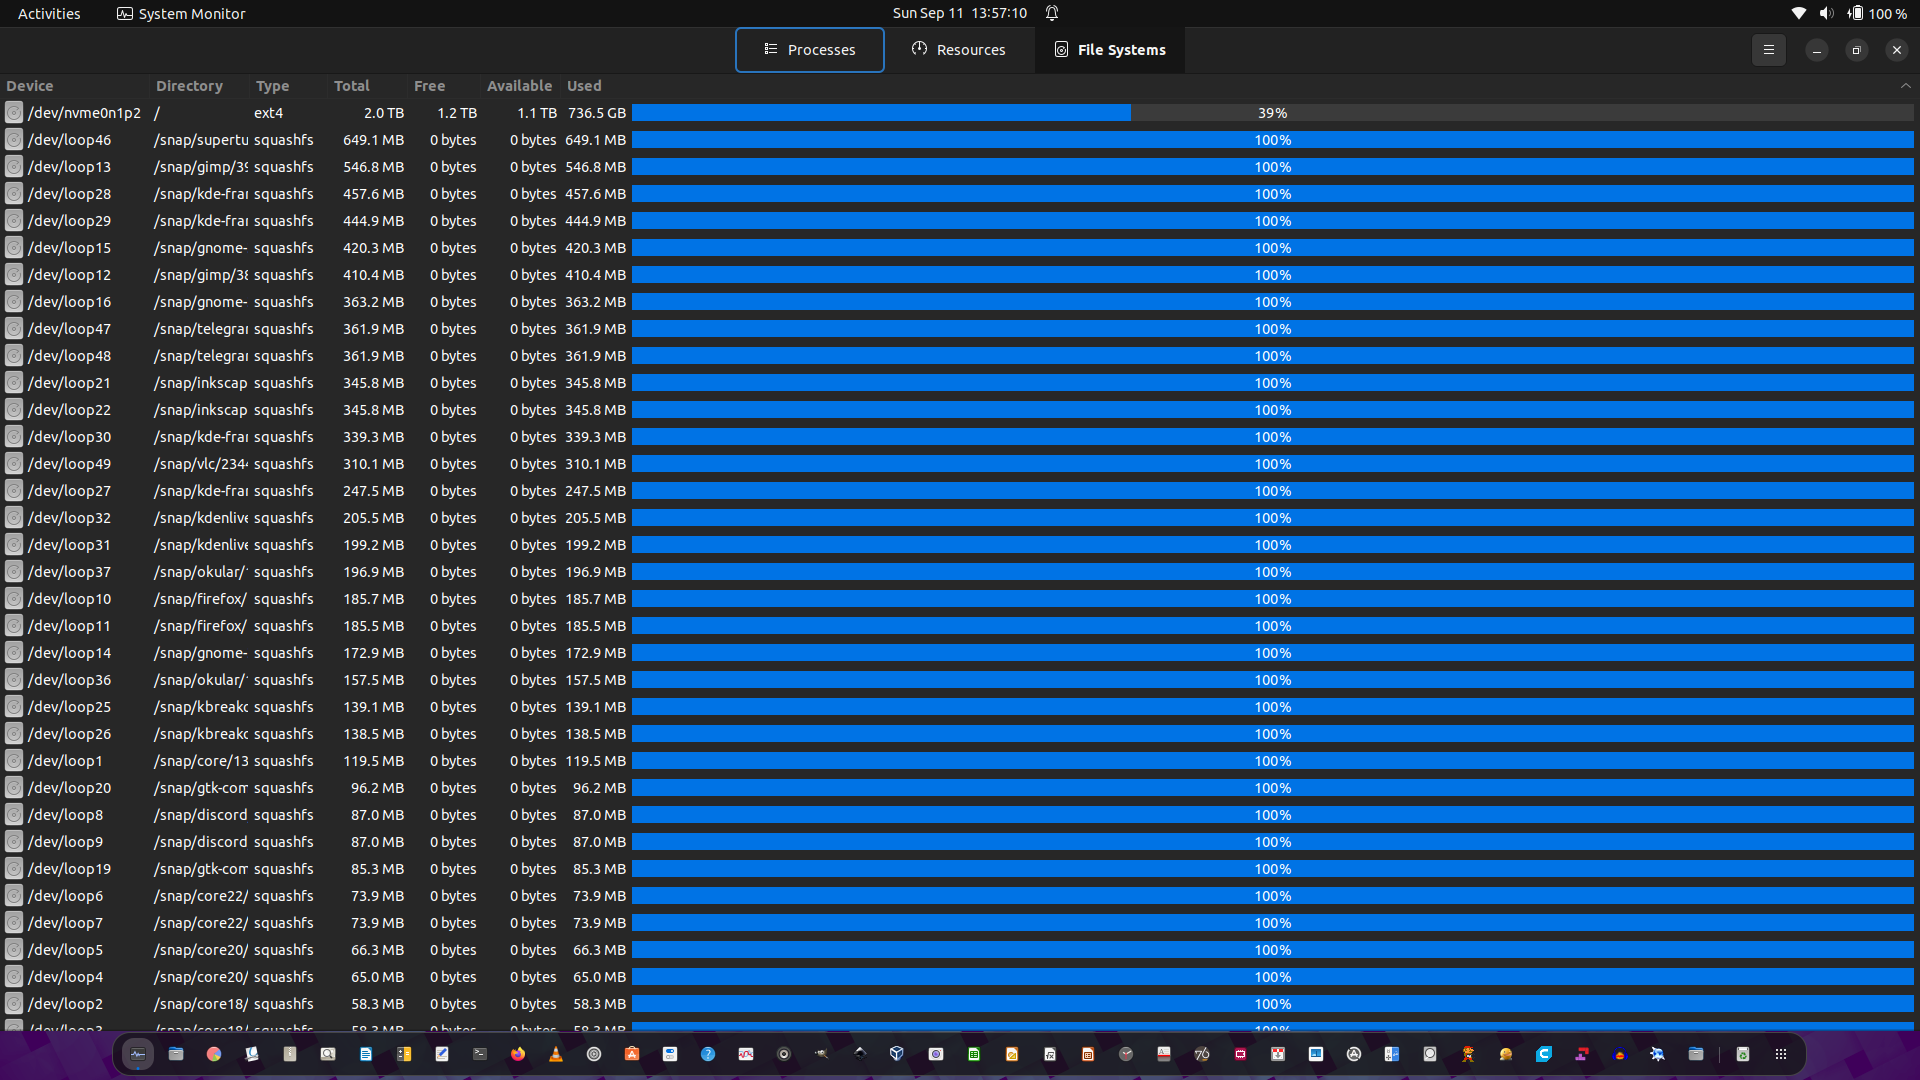 Activities System Monitor Sun Sep 11 13:57:10 100 %
Processes Resources File Systems
Device Directory Type Total Free Available Used
/dev/nvme0n1p2 / ext4 2.0 TB 1.2 TB 1.1 TB 736.5 GB 39%
/dev/loop46 /snap/supertu squashfs 649.1 MB 0 bytes 0 bytes 649.1 MB 100%
/dev/loop13 /snap/gimp/39 squashfs 546.8 MB 0 bytes 0 bytes 546.8 MB 100%
/dev/loop28 /snap/kde-frar squashfs 457.6 MB 0 bytes 0 bytes 457.6 MB 100%
/dev/loop29 /snap/kde-frar squashfs 444.9 MB 0 bytes 0 bytes 444.9 MB 100%
/dev/loop15 /snap/gnome- squashfs 420.3 MB 0 bytes 0 bytes 420.3 MB 100%
/dev/loop12 /snap/gimp/38 squashfs 410.4 MB 0 bytes 0 bytes 410.4 MB 100%
/dev/loop16 /snap/gnome- squashfs 363.2 MB 0 bytes 0 bytes 363.2 MB 100%
/dev/loop47 /snap/telegrar squashfs 361.9 MB 0 bytes 0 bytes 361.9 MB 100%
/dev/loop48 /snap/telegrar squashfs 361.9 MB 0 bytes 0 bytes 361.9 MB 100%
/dev/loop21 /snap/inkscap squashfs 345.8 MB 0 bytes 0 bytes 345.8 MB 100%
/dev/loop22 /snap/inkscap squashfs 345.8 MB 0 bytes 0 bytes 345.8 MB 100%
/dev/loop30 /snap/kde-frar squashfs 339.3 MB 0 bytes 0 bytes 339.3 MB 100%
/dev/loop49 /snap/vlc/2344 squashfs 310.1 MB 0 bytes 0 bytes 310.1 MB 100%
/dev/loop27 /snap/kde-frar squashfs 247.5 MB 0 bytes 0 bytes 247.5 MB 100%
/dev/loop32 /snap/kdenlive squashfs 205.5 MB 0 bytes 0 bytes 205.5 MB 100%
/dev/loop31 /snap/kdenlive squashfs 199.2 MB 0 bytes 0 bytes 199.2 MB 100%
/dev/loop37 /snap/okular/ squashfs 196.9 MB 0 bytes 0 bytes 196.9 MB 100%
/dev/loop10 /snap/firefox/ squashfs 185.7 MB 0 bytes 0 bytes 185.7 MB 100%
/dev/loop11 /snap/firefox/ squashfs 185.5 MB 0 bytes 0 bytes 185.5 MB 100%
/dev/loop14 /snap/gnome- squashfs 172.9 MB 0 bytes 0 bytes 172.9 MB 100%
/dev/loop36 /snap/okular/ squashfs 157.5 MB 0 bytes 0 bytes 157.5 MB 100%
/dev/loop25 /snap/kbreako squashfs 139.1 MB 0 bytes 0 bytes 139.1 MB 100%
/dev/loop26 /snap/kbreako squashfs 138.5 MB 0 bytes 0 bytes 138.5 MB 100%
/dev/loop1 /snap/core/13 squashfs 119.5 MB 0 bytes 0 bytes 119.5 MB 100%
/dev/loop20 /snap/gtk-com squashfs 96.2 MB 0 bytes 0 bytes 96.2 MB 100%
/dev/loop8 /snap/discord squashfs 87.0 MB 0 bytes 0 bytes 87.0 MB 100%
/dev/loop9 /snap/discord squashfs 87.0 MB 0 bytes 0 bytes 87.0 MB 100%
/dev/loop19 /snap/gtk-com squashfs 85.3 MB 0 bytes 0 bytes 85.3 MB 100%
/dev/loop6 /snap/core22/ squashfs 73.9 MB 0 bytes 0 bytes 73.9 MB 100%
/dev/loop7 /snap/core22/ squashfs 73.9 MB 0 bytes 0 bytes 73.9 MB 100%
/dev/loop5 /snap/core20/ squashfs 66.3 MB 0 bytes 0 bytes 66.3 MB 100%
/dev/loop4 /snap/core20/ squashfs 65.0 MB 0 bytes 0 bytes 65.0 MB 100%
/dev/loop2 /snap/core18/ squashfs 58.3 MB 0 bytes 0 bytes 58.3 MB 100%
/dev/loop3 /snap/core18/ squashfs 58.3 MB 0 bytes 0 bytes 58.3 MB 100%
76